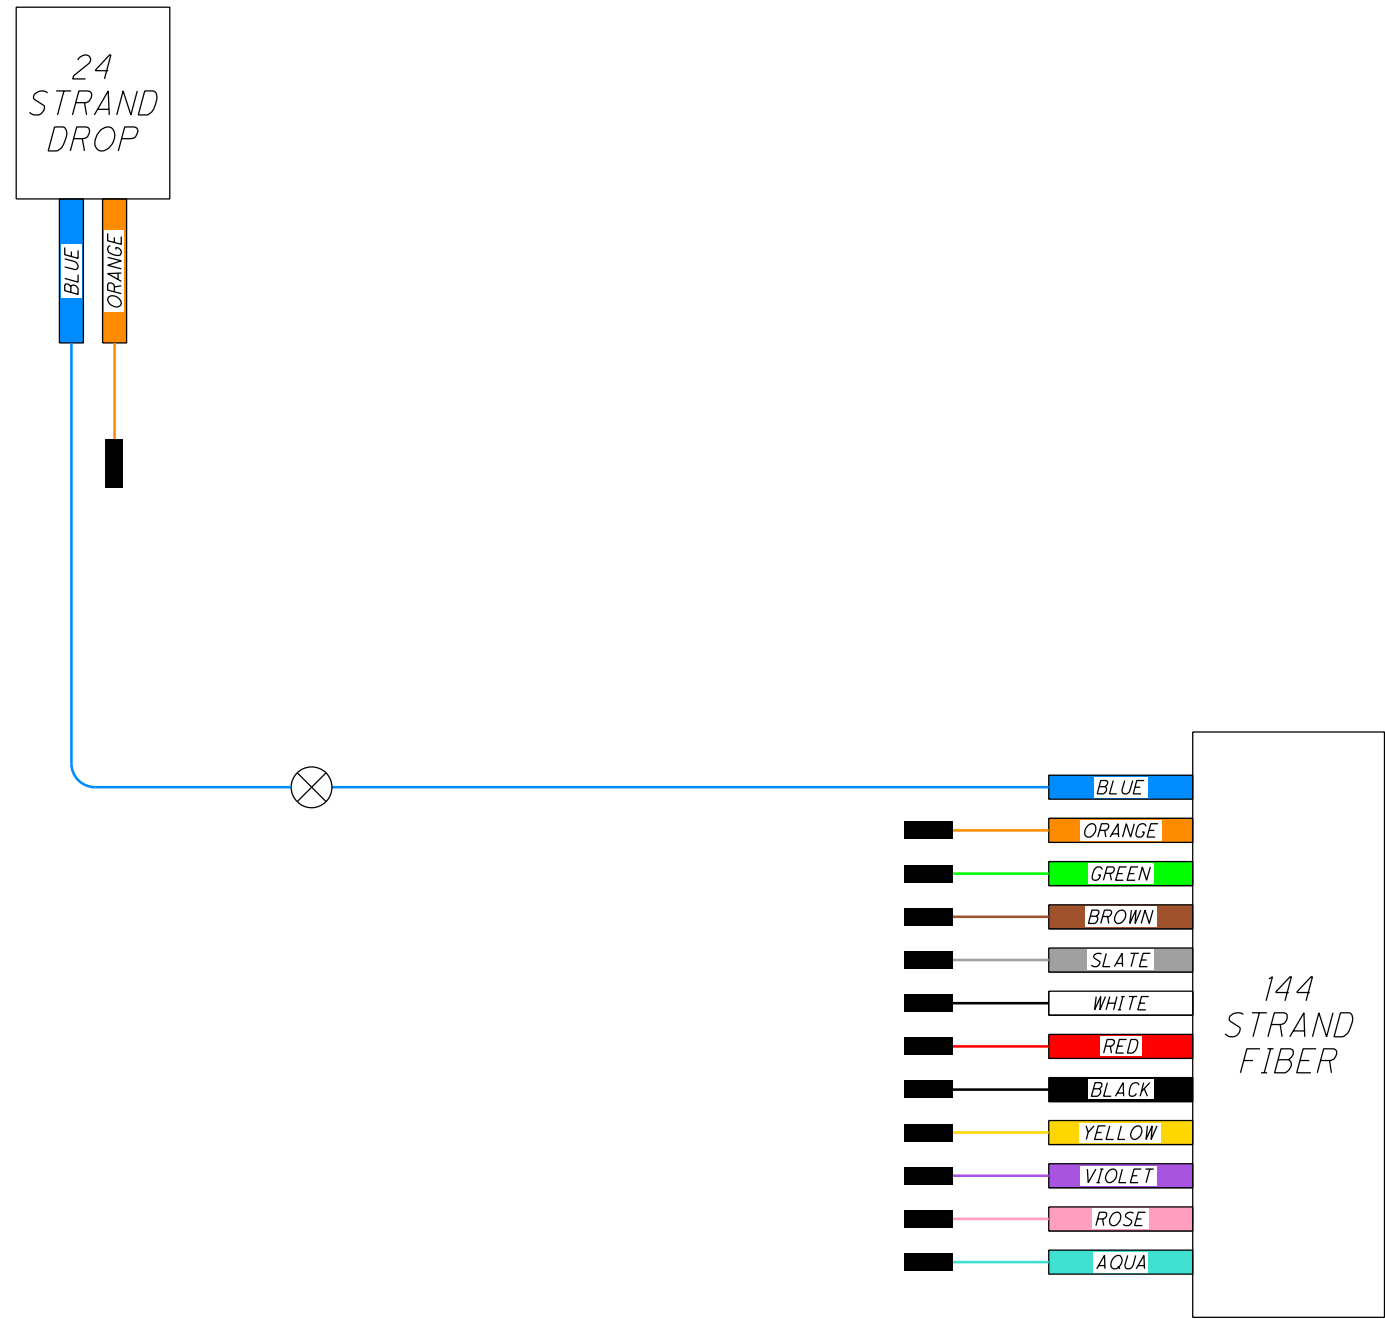 24
STRAND
DROP
BLUE
ORANGE
BLUE
ORANGE
GREEN
BROWN
SLATE
WHITE
RED
BLACK
YELLOW
VIOLET
ROSE
AQUA
144
STRAND
FIBER